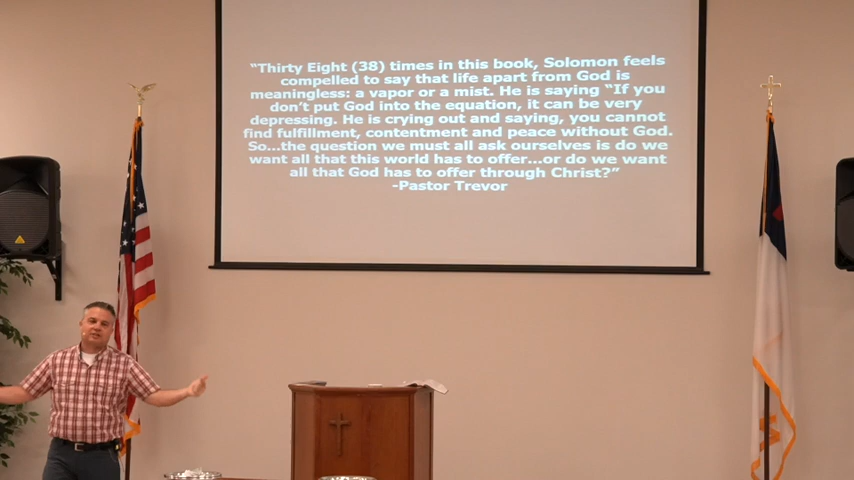 “Thirty Eight (38) times in this book, Solomon feels
compelled to say that life apart from God is
meaningless: a vapor or a mist. He is saying “If you
don’t put God into the equation, it can be very
depressing. He is crying out and saying, you cannot
find fulfillment, contentment and peace without God.
So...the question we must all ask ourselves is do we
want all that this world has to offer...or do we want
all that God has to offer through Christ?”
-Pastor Trevor